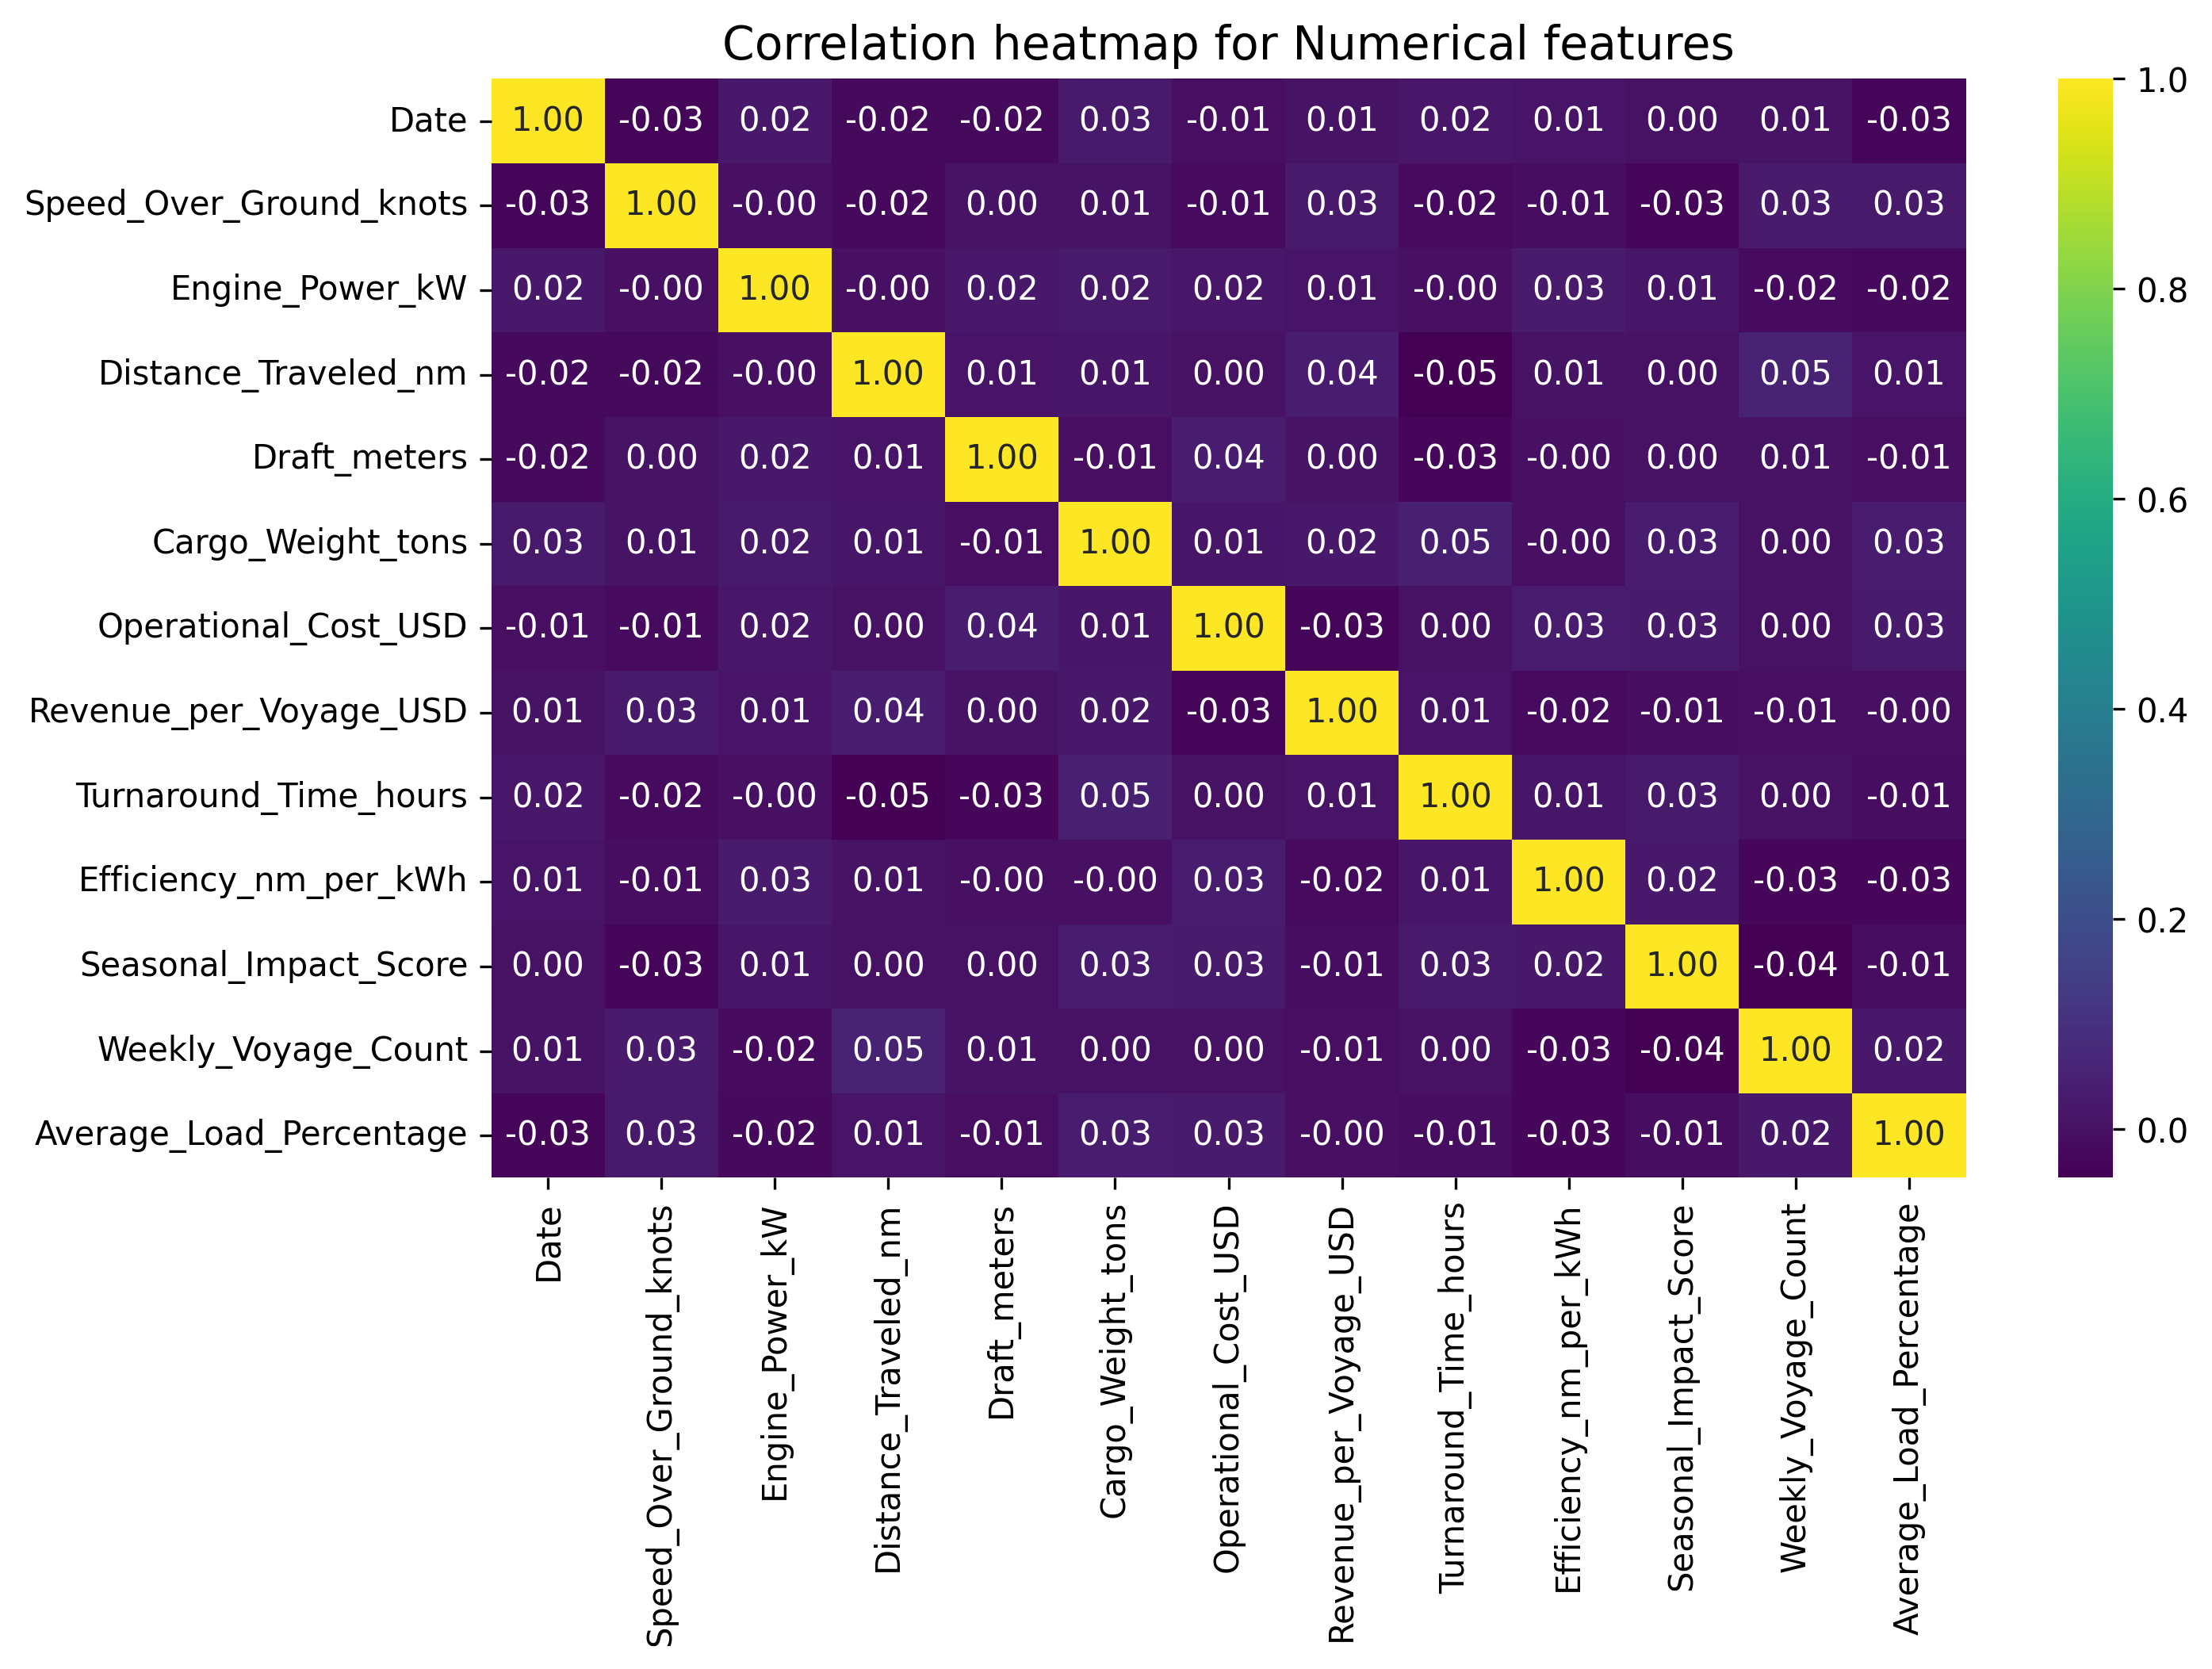 Correlation heatmap for Numerical features
Date 1.00 -0.03 0.02 -0.02 -0.02 0.03 -0.01 0.01 0.02 0.01 0.00 0.01 -0.03
Speed_Over_Ground_knots -0.03 1.00 -0.00 -0.02 0.00 0.01 -0.01 0.03 -0.02 -0.01 -0.03 0.03 0.03
Engine_Power_kW 0.02 -0.00 1.00 -0.00 0.02 0.02 0.02 0.01 -0.00 0.03 0.01 -0.02 -0.02
Distance_Traveled_nm -0.02 -0.02 -0.00 1.00 0.01 0.01 0.00 0.04 -0.05 0.01 0.00 0.05 0.01
Draft_meters -0.02 0.00 0.02 0.01 1.00 -0.01 0.04 0.00 -0.03 -0.00 0.00 0.01 -0.01
Cargo_Weight_tons 0.03 0.01 0.02 0.01 -0.01 1.00 0.01 0.02 0.05 -0.00 0.03 0.00 0.03
Operational_Cost_USD -0.01 -0.01 0.02 0.00 0.04 0.01 1.00 -0.03 0.00 0.03 0.03 0.00 0.03
Revenue_per_Voyage_USD 0.01 0.03 0.01 0.04 0.00 0.02 -0.03 1.00 0.01 -0.02 -0.01 -0.01 -0.00
Turnaround_Time_hours 0.02 -0.02 -0.00 -0.05 -0.03 0.05 0.00 0.01 1.00 0.01 0.03 0.00 -0.01
Efficiency_nm_per_kWh 0.01 -0.01 0.03 0.01 -0.00 -0.00 0.03 -0.02 0.01 1.00 0.02 -0.03 -0.03
Seasonal_Impact_Score 0.00 -0.03 0.01 0.00 0.00 0.03 0.03 -0.01 0.03 0.02 1.00 -0.04 -0.01
Weekly_Voyage_Count 0.01 0.03 -0.02 0.05 0.01 0.00 0.00 -0.01 0.00 -0.03 -0.04 1.00 0.02
Average_Load_Percentage -0.03 0.03 -0.02 0.01 -0.01 0.03 0.03 -0.00 -0.01 -0.03 -0.01 0.02 1.00
Date
Speed_Over_Ground_knots
Engine_Power_kW
Distance_Traveled_nm
Draft_meters
Cargo_Weight_tons
Operational_Cost_USD
Revenue_per_Voyage_USD
Turnaround_Time_hours
Efficiency_nm_per_kWh
Seasonal_Impact_Score
Weekly_Voyage_Count
Average_Load_Percentage
1.0
0.8
0.6
0.4
0.2
0.0